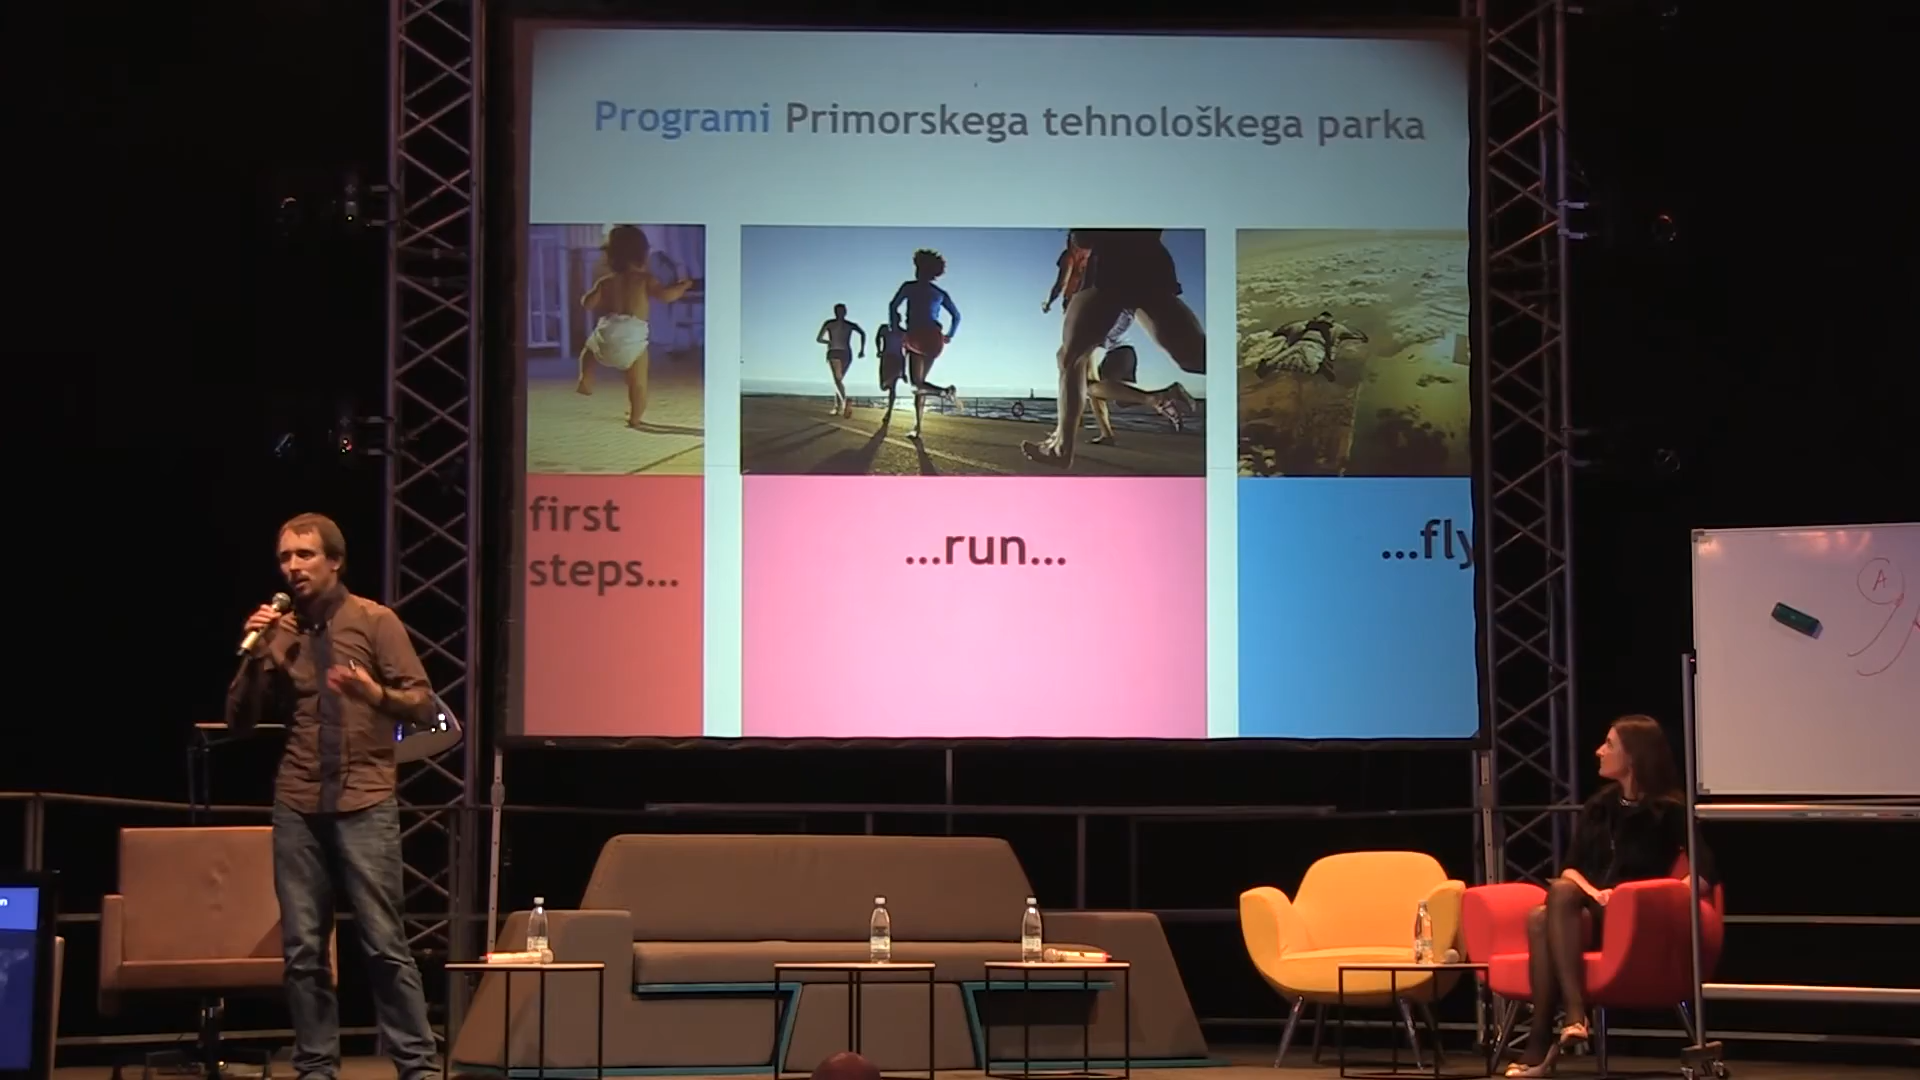 Programi Primorskega tehnološkega parka
first
steps...
...run...
...fly
A